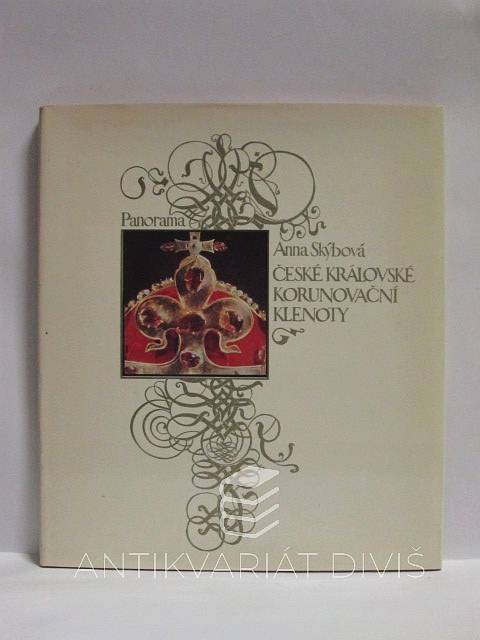 Panorama
Anna Skýbová
ČESKÉ KRÁLOVSKÉ
KORUNOVAČNÍ
KLENOTY
ANTIKVARIÁT DIVIŠ